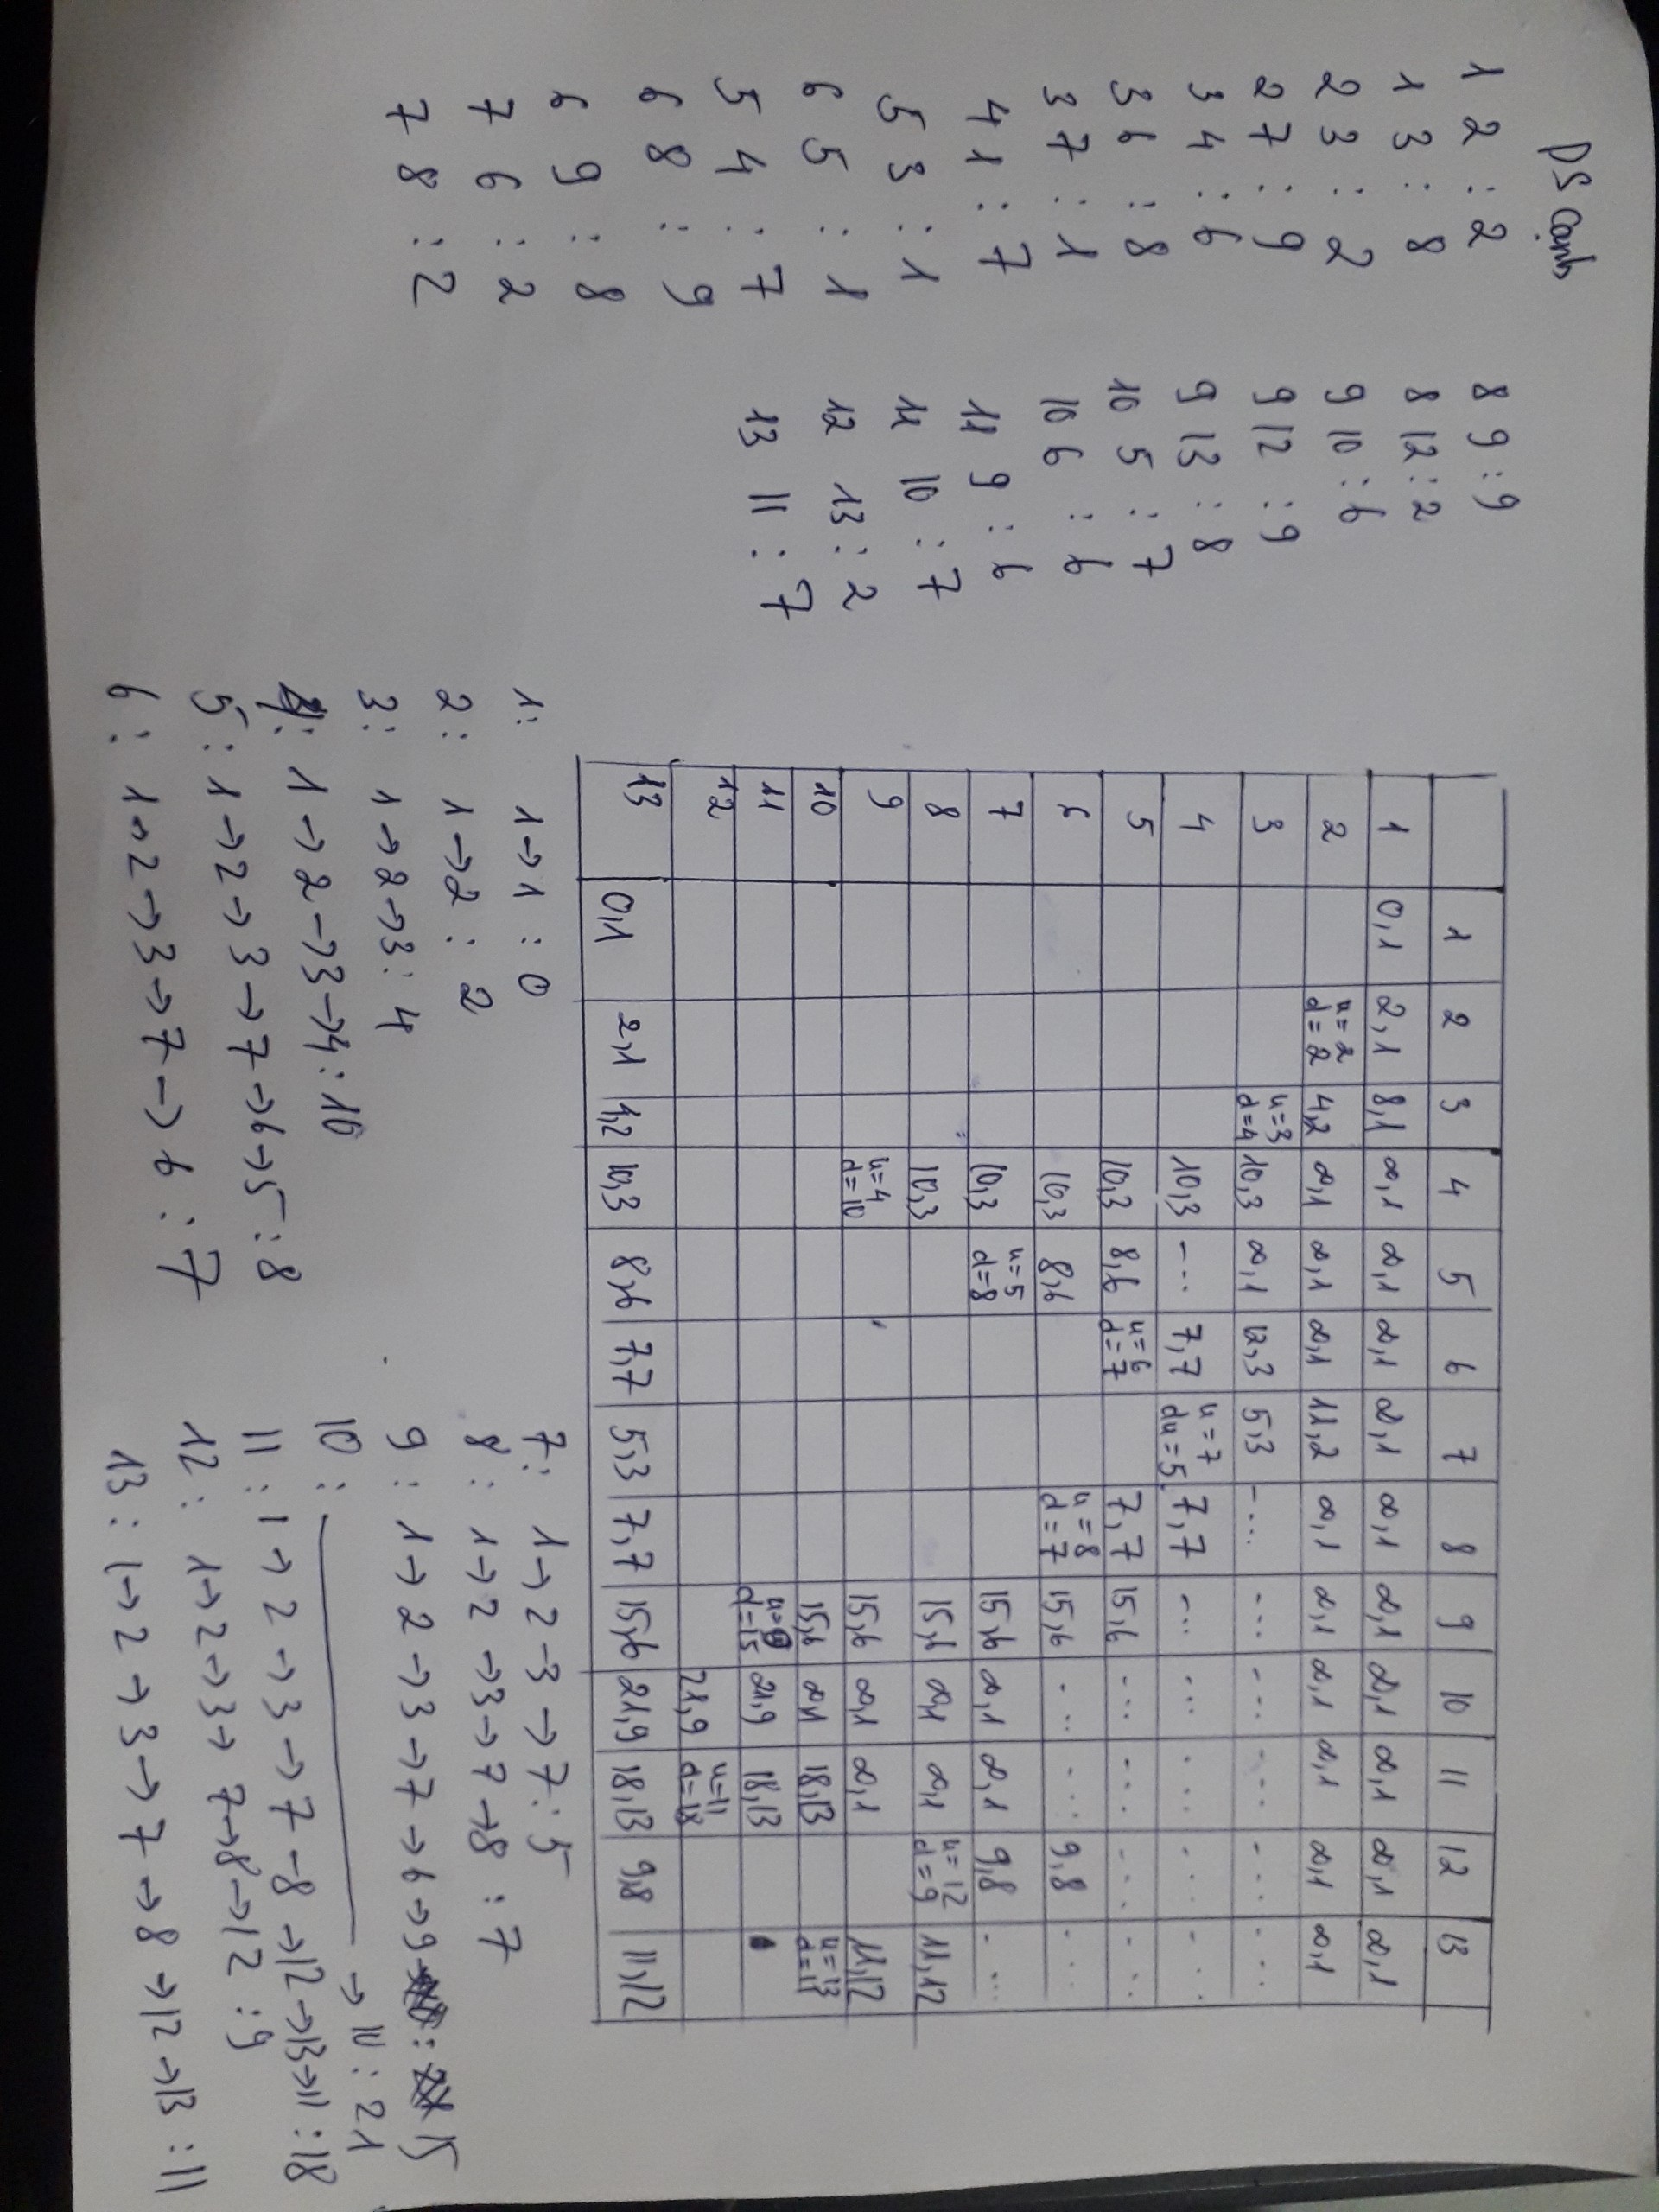 DS cạnh
1 2 : 2
1 3 : 8
2 3 : 2
2 7 : 9
3 4 : 6
3 6 : 8
3 7 : 1
4 1 : 7
5 3 : 1
6 5 : 1
5 4 : 7
6 8 : 9
6 9 : 8
7 6 : 2
7 8 : 2
8 9 : 9
8 12 : 2
9 10 : 6
9 12 : 9
9 13 : 8
10 5 : 7
10 6 : 6
11 9 : 6
11 10 : 7
12 13 : 2
13 11 : 7
1 2 3 4 5 6 7 8 9 10 11 12 13
1 0,1 2,1 8,1 ∞,1 ∞,1 ∞,1 ∞,1 ∞,1 ∞,1 ∞,1 ∞,1 ∞,1 ∞,1
2 u=2 d=2 4,2 ∞,1 ∞,1 ∞,1 11,2 ∞,1 ∞,1 ∞,1 ∞,1 ∞,1 ∞,1
3 u=3 d=4 10,3 ∞,1 12,3 5,3 -... --- --- --- --- ---
4 10,3 --- 7,7 u=7 du=5 7,7 --- --- --- --- ---
5 10,3 8,6 u=6 d=7 7,7 15,6 --- --- --- ---
6 10,3 8,6 u=8 d=7 15,6 --- --- 9,8 ---
7 10,3 u=5 d=8 15,6 ∞,1 ∞,1 9,8 ---
8 10,3 15,6 ∞,1 ∞,1 u=12 d=9 11,12
9 u=4 d=10 15,6 ∞,1 ∞,1 11,12
10 15,6 ∞,1 18,13 u=13 d=11
11 u=9 d=15 21,9 18,13
12 21,9 u=11 d=18
13 0,1 2,1 4,2 10,3 8,6 7,7 5,3 7,7 15,6 21,9 18,13 9,8 11,12
1: 1→1 : 0
2: 1→2 : 2
3: 1→2→3: 4
4: 1→2→3→4: 10
5: 1→2→3→7→6→5 : 8
6: 1→2→3→7→6 : 7
7: 1→2-3→7: 5
8: 1→2→3→7→8 : 7
9: 1→2→3→7→6→9 : 15
10: ———→10: 21
11: 1→2→3→7-8→12→13→11 : 18
12: 1→2→3→7→8→12 : 9
13: 1→2→3→7→8→12→13 : 11